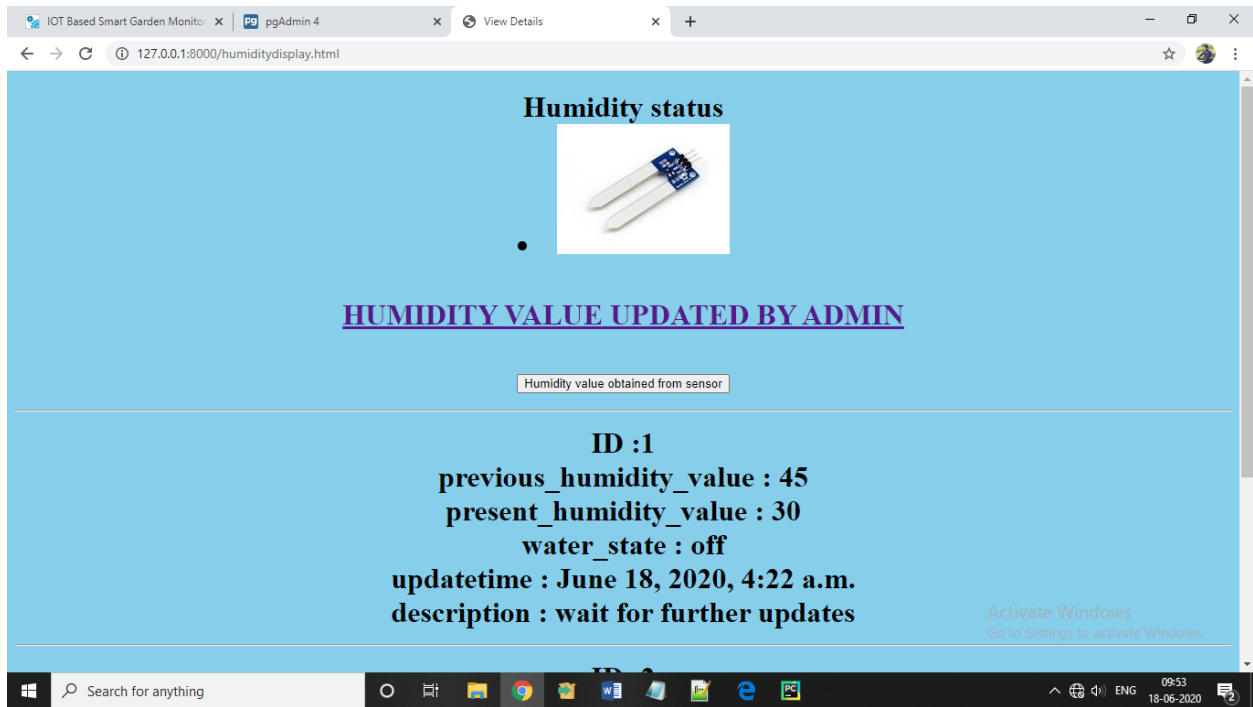 IOT Based Smart Garden Monitor
pgAdmin 4
View Details
127.0.0.1:8000/humiditydisplay.html
Humidity status
HUMIDITY VALUE UPDATED BY ADMIN
Humidity value obtained from sensor
ID :1
previous_humidity_value : 45
present_humidity_value : 30
water_state : off
updatetime : June 18, 2020, 4:22 a.m.
description : wait for further updates
Activate Windows
Go to Settings to activate Windows.
Search for anything
ENG
09:53
18-06-2020
2